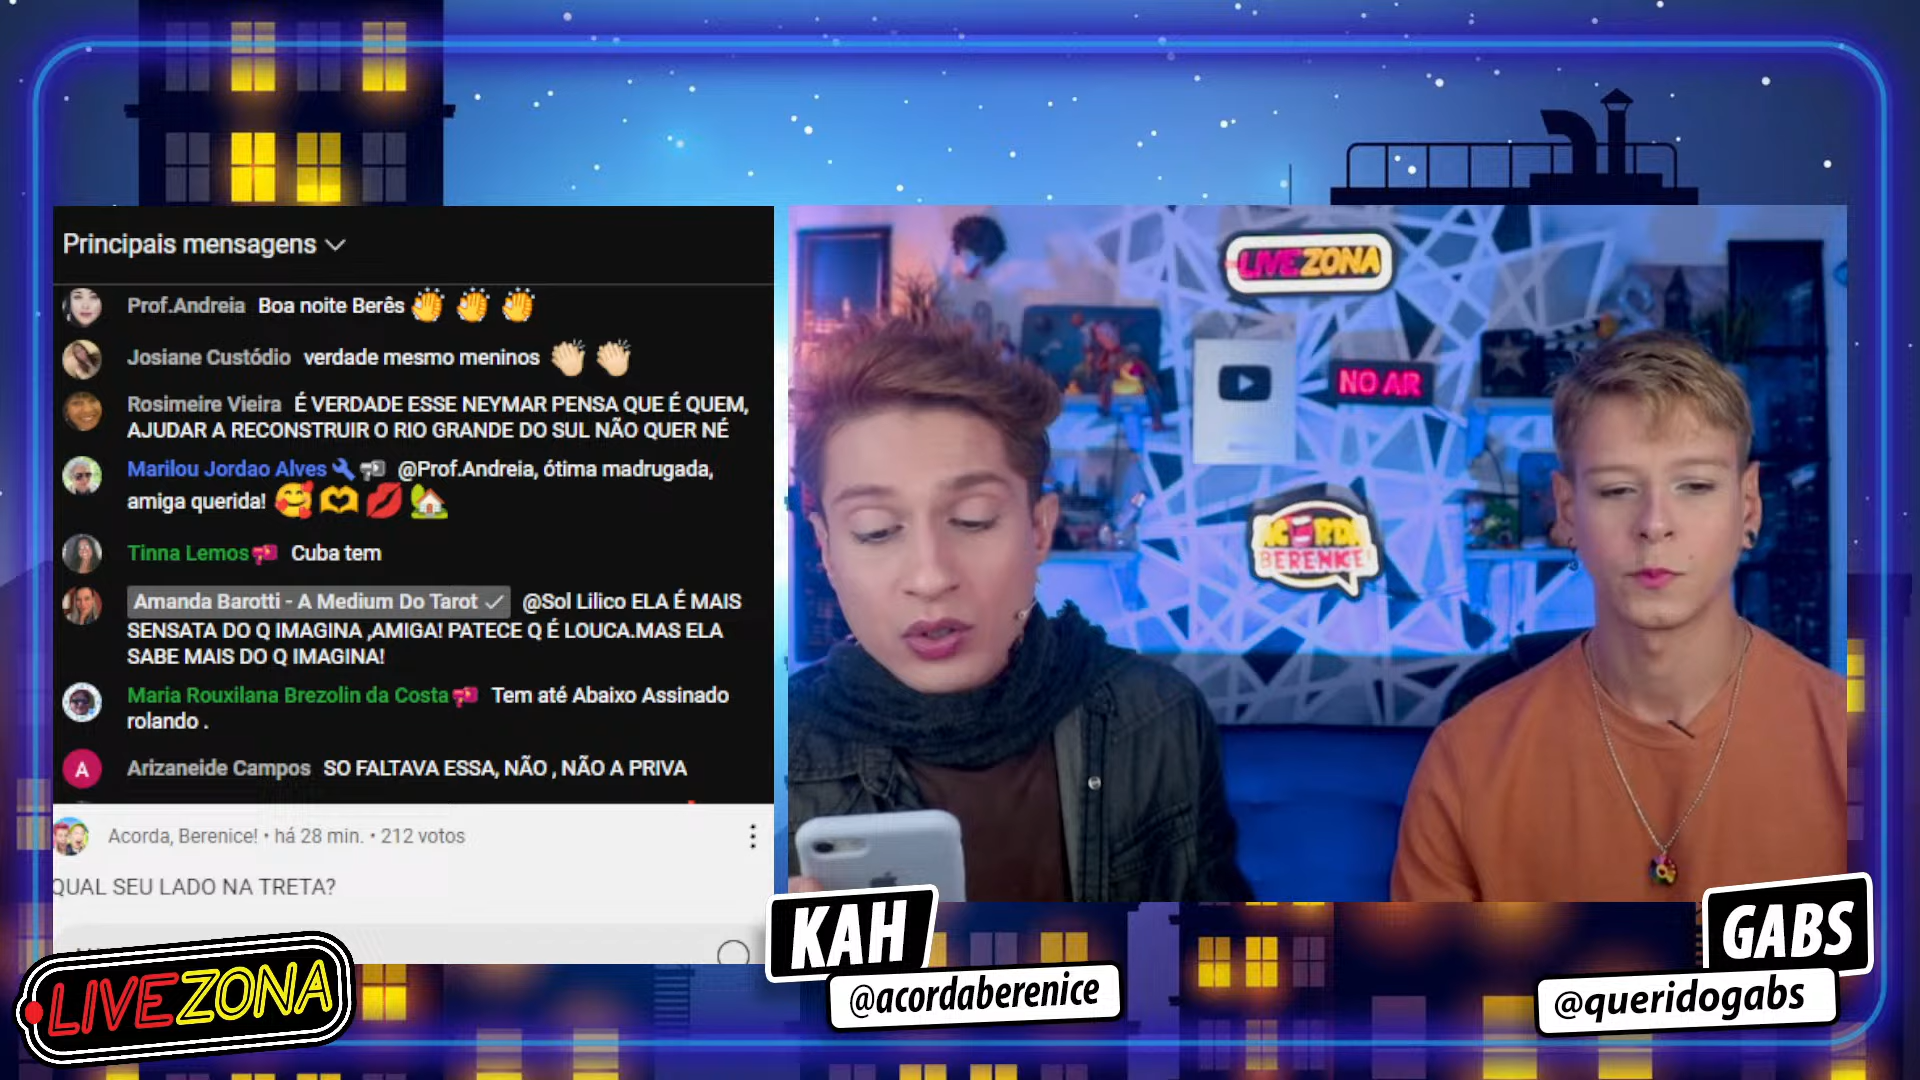 Principais mensagens
Prof.Andreia Boa noite Berês
Josiane Custódio verdade mesmo meninos
Rosimeire Vieira É VERDADE ESSE NEYMAR PENSA QUE É QUEM,
AJUDAR A RECONSTRUIR O RIO GRANDE DO SUL NÃO QUER NÉ
Marilou Jordao Alves @Prof.Andreia, ótima madrugada,
amiga querida!
Tinna Lemos Cuba tem
Amanda Barotti - A Medium Do Tarot @Sol Lilico ELA É MAIS
SENSATA DO Q IMAGINA ,AMIGA! PATECE Q É LOUCA.MAS ELA
SABE MAIS DO Q IMAGINA!
Maria Rouxilana Brezolin da Costa Tem até Abaixo Assinado
rolando .
A Arizaneide Campos SO FALTAVA ESSA, NÃO , NÃO A PRIVA
Acorda, Berenice! • há 28 min. • 212 votos
QUAL SEU LADO NA TRETA?
LIVEZONA
LIVEZONA
NO AR
ACORDA
BERENICE!
KAH
@acordaberenice
GABS
@queridogabs